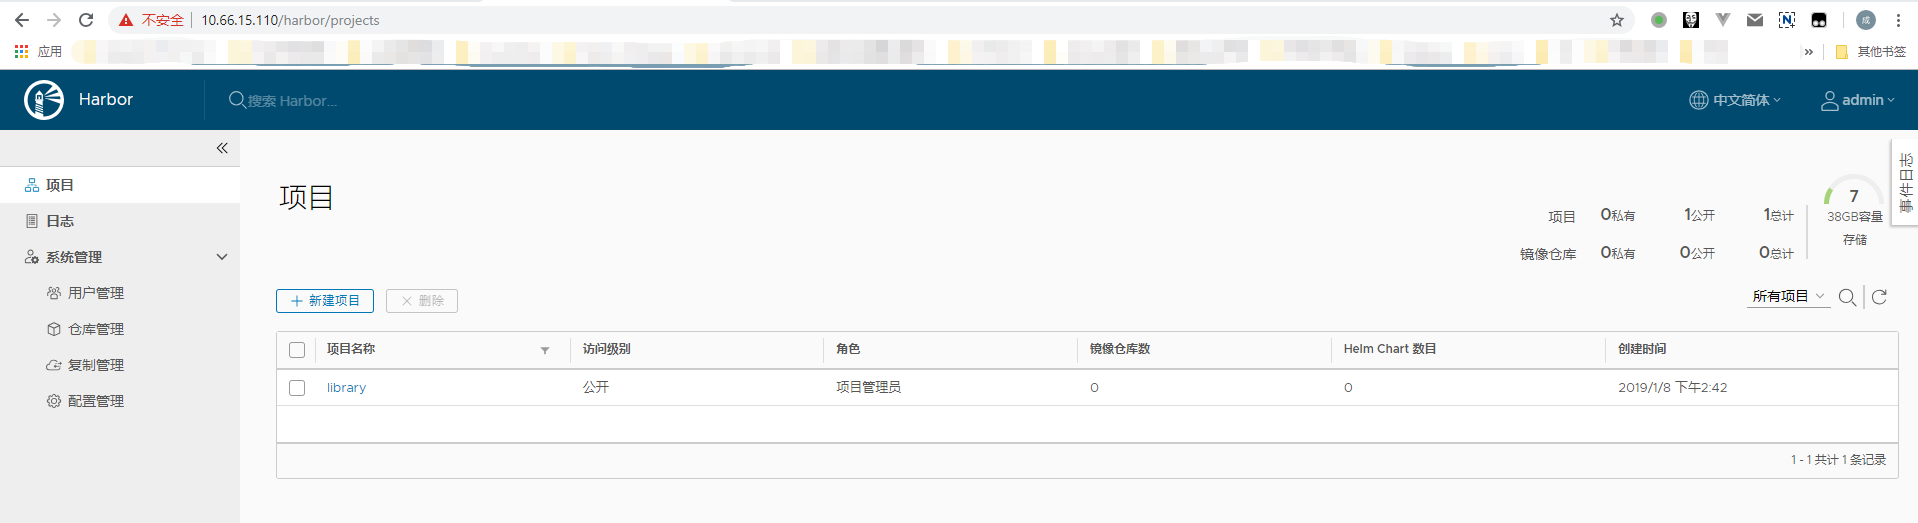 不安全 10.66.15.110/harbor/projects 成
应用 » 其他书签
Harbor 搜索 Harbor... 中文简体 admin
项目
日志
系统管理
用户管理
仓库管理
复制管理
配置管理
项目
项目 0私有 1公开 1总计
镜像仓库 0私有 0公开 0总计
7
38GB容量
存储
事件日志
+ 新建项目 × 删除 所有项目
项目名称 访问级别 角色 镜像仓库数 Helm Chart 数目 创建时间
library 公开 项目管理员 0 0 2019/1/8 下午2:42
1 - 1 共计 1 条记录